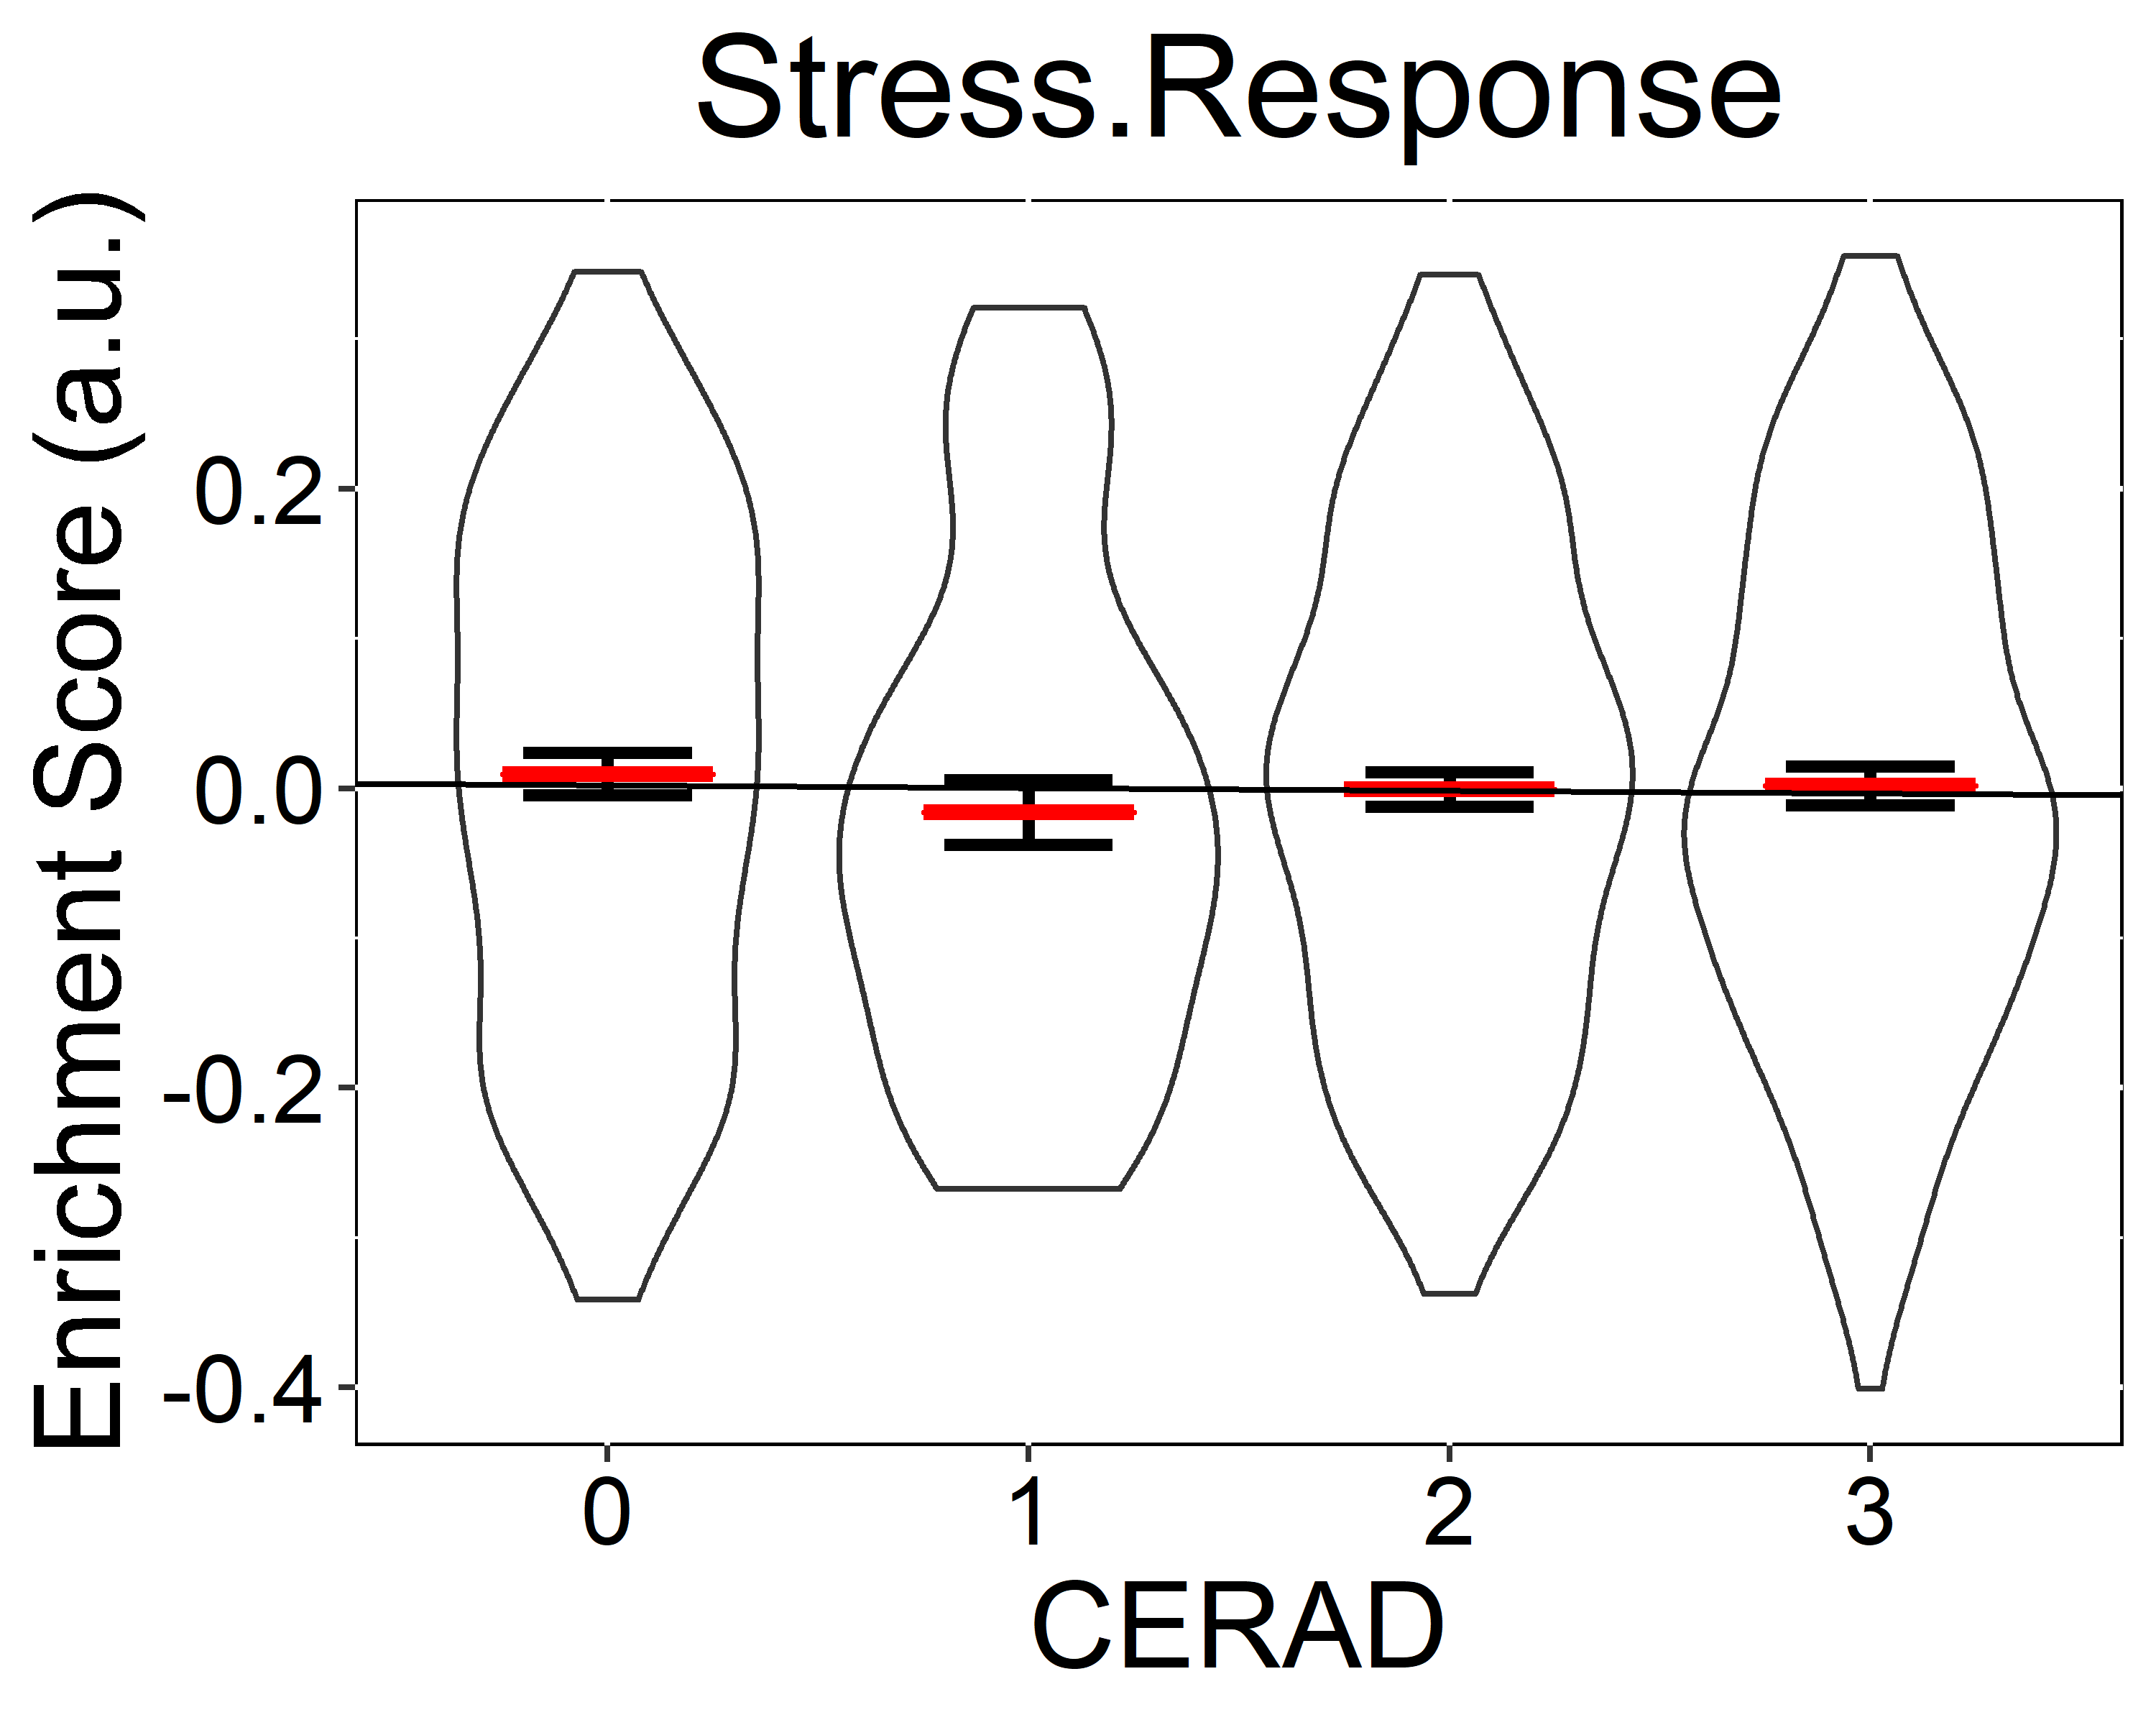 Stress.Response
Enrichment Score (a.u.)
0.2
0.0
-0.2
-0.4
0 1 2 3
CERAD